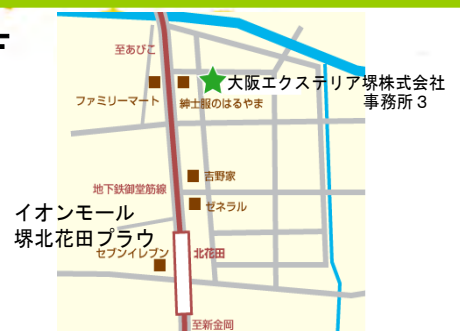 至あびこ
大阪エクステリア堺株式会社
事務所３
ファミリーマート
紳士服のはるやま
吉野家
地下鉄御堂筋線
ゼネラル
イオンモール
堺北花田プラウ
セブンイレブン
北花田
至新金岡